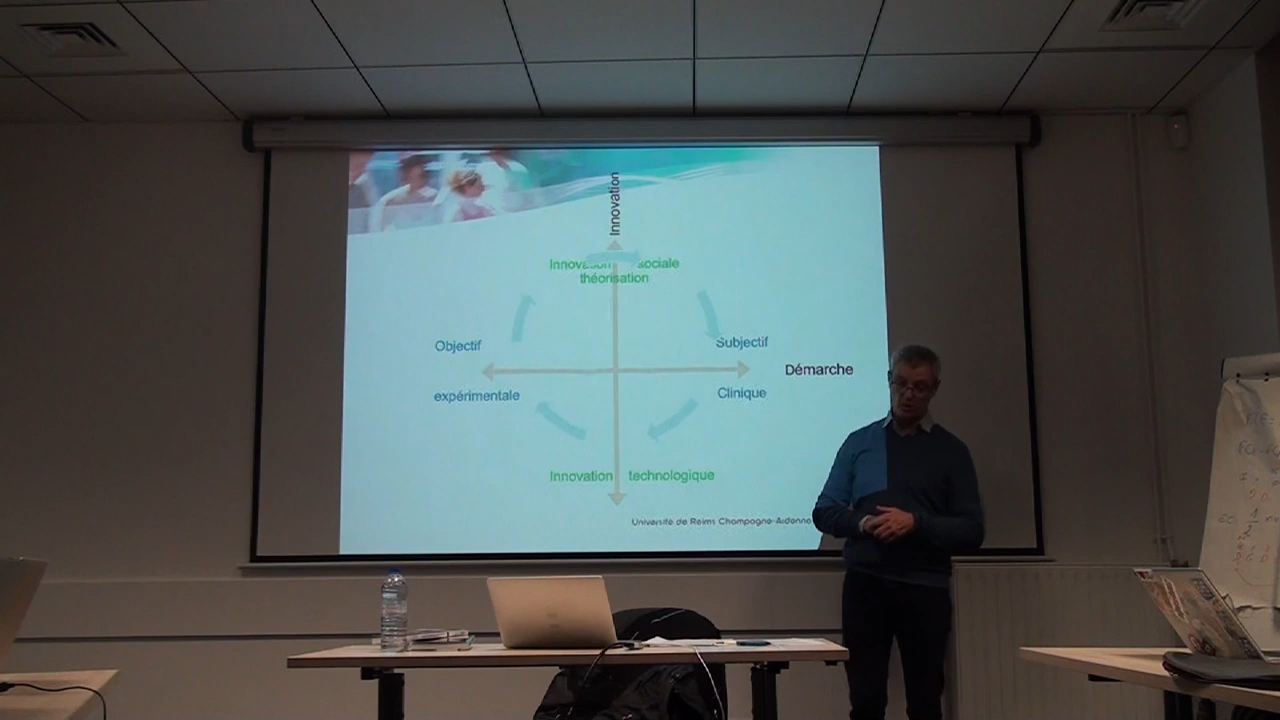 Innovation
Innovation sociale
théorisation
Objectif
Subjectif
Démarche
expérimentale
Clinique
Innovation technologique
Université de Reims Champagne-Ardenne